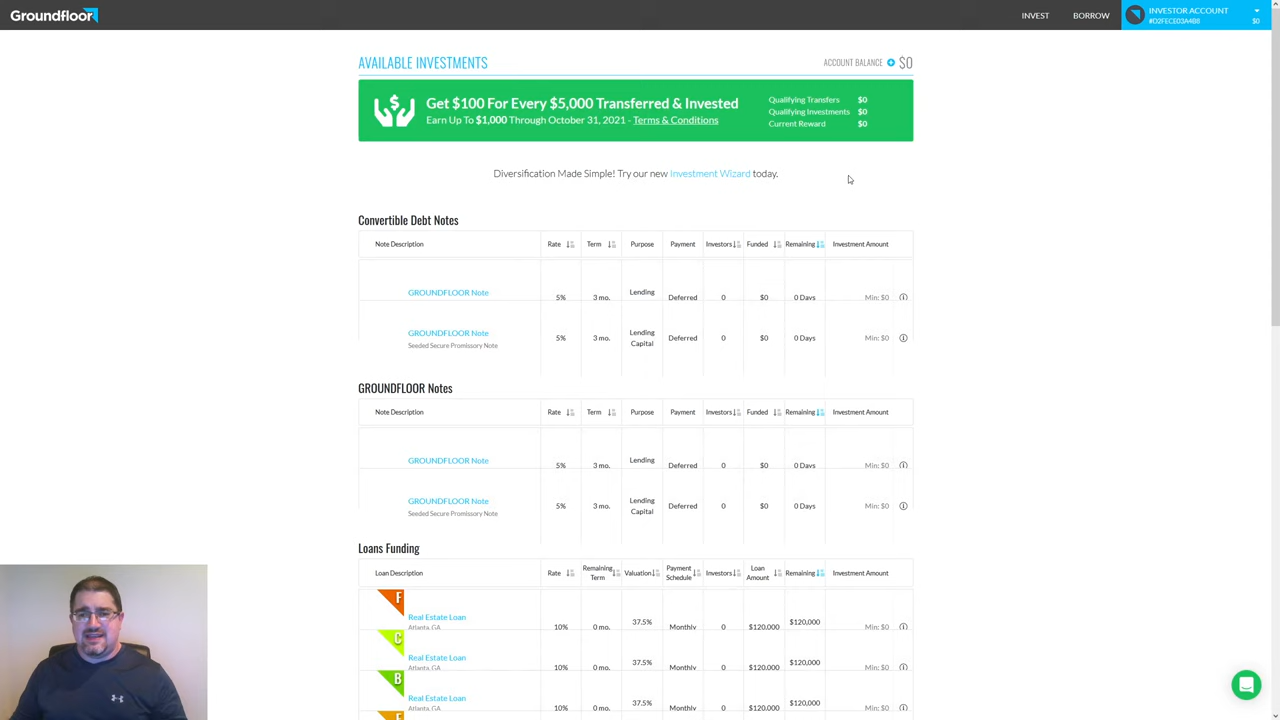 Groundfloor
INVEST
BORROW
INVESTOR ACCOUNT
#D2FECE03A4B8
$0
AVAILABLE INVESTMENTS
ACCOUNT BALANCE $0
Get $100 For Every $5,000 Transferred & Invested
Earn Up To $1,000 Through October 31, 2021 - Terms & Conditions
Qualifying Transfers $0
Qualifying Investments $0
Current Reward $0
Diversification Made Simple! Try our new Investment Wizard today.
Convertible Debt Notes
Note Description Rate Term Purpose Payment Investors Funded Remaining Investment Amount
GROUNDFLOOR Note 5% 3 mo. Lending Deferred 0 $0 0 Days Min: $0
GROUNDFLOOR Note
Seeded Secure Promissory Note
5% 3 mo. Lending Capital Deferred 0 $0 0 Days Min: $0
GROUNDFLOOR Notes
Note Description Rate Term Purpose Payment Investors Funded Remaining Investment Amount
GROUNDFLOOR Note 5% 3 mo. Lending Deferred 0 $0 0 Days Min: $0
GROUNDFLOOR Note
Seeded Secure Promissory Note
5% 3 mo. Lending Capital Deferred 0 $0 0 Days Min: $0
Loans Funding
Loan Description Rate Remaining Term Valuation Payment Schedule Investors Loan Amount Remaining Investment Amount
F
Real Estate Loan
Atlanta, GA
10% 0 mo. 37.5% Monthly 0 $120,000 $120,000 Min: $0
C
Real Estate Loan
Atlanta, GA
10% 0 mo. 37.5% Monthly 0 $120,000 $120,000 Min: $0
B
Real Estate Loan
Atlanta, GA
10% 0 mo. 37.5% Monthly 0 $120,000 $120,000 Min: $0